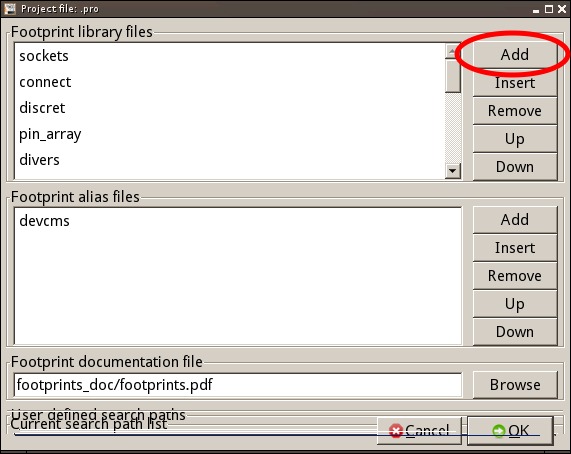 Project file: .pro
Footprint library files
sockets
connect
discret
pin_array
divers
Add
Insert
Remove
Up
Down
Footprint alias files
devcms
Add
Insert
Remove
Up
Down
Footprint documentation file
footprints_doc/footprints.pdf
Browse
User defined search paths
Current search path list
Cancel
OK